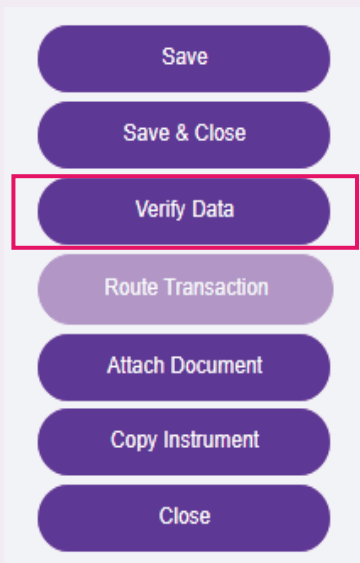 Save
Save & Close
Verify Data
Route Transaction
Attach Document
Copy Instrument
Close